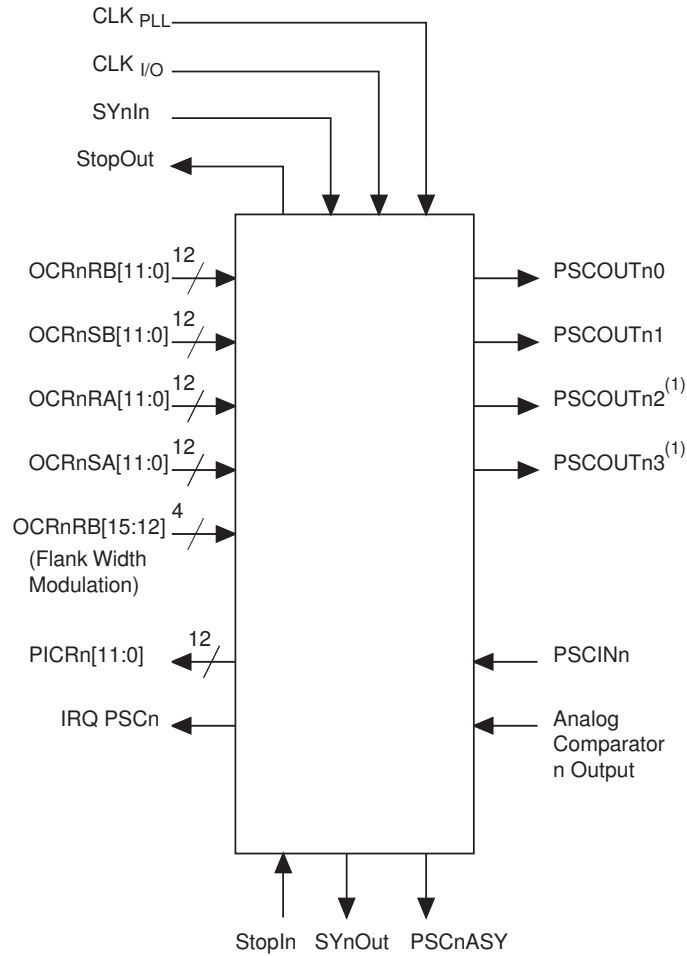 CLK PLL
CLK I/O
SYnIn
StopOut
OCRnRB[11:0] 12
OCRnSB[11:0] 12
OCRnRA[11:0] 12
OCRnSA[11:0] 12
OCRnRB[15:12] 4
(Flank Width
Modulation)
PICRn[11:0] 12
IRQ PSCn
PSCOUTn0
PSCOUTn1
PSCOUTn2(1)
PSCOUTn3(1)
PSCINn
Analog
Comparator
n Output
StopIn SYnOut PSCnASY